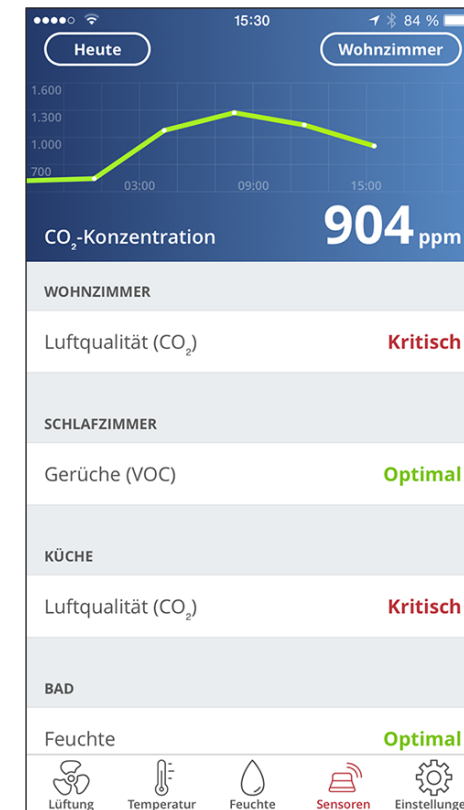 15:30 84 %
Heute Wohnzimmer
1.600
1.300
1.000
700
03:00 09:00 15:00
CO₂-Konzentration 904 ppm
WOHNZIMMER
Luftqualität (CO₂) Kritisch
SCHLAFZIMMER
Gerüche (VOC) Optimal
KÜCHE
Luftqualität (CO₂) Kritisch
BAD
Feuchte Optimal
Lüftung Temperatur Feuchte Sensoren Einstellunge